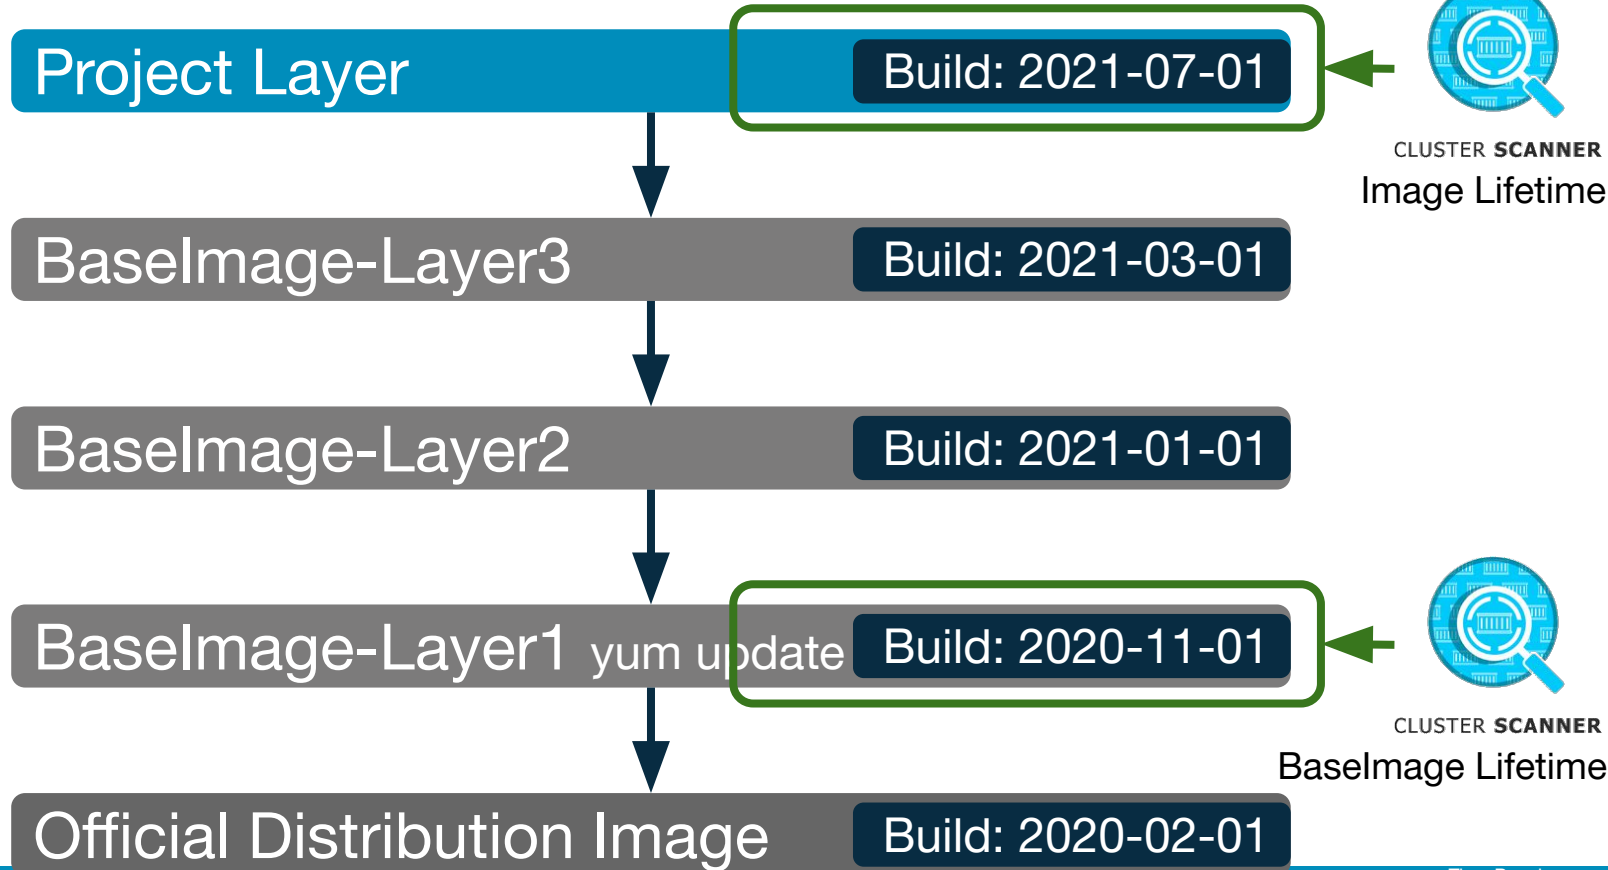 Project Layer Build: 2021-07-01
CLUSTER SCANNER
Image Lifetime
BaseImage-Layer3 Build: 2021-03-01
BaseImage-Layer2 Build: 2021-01-01
BaseImage-Layer1 yum update Build: 2020-11-01
CLUSTER SCANNER
BaseImage Lifetime
Official Distribution Image Build: 2020-02-01